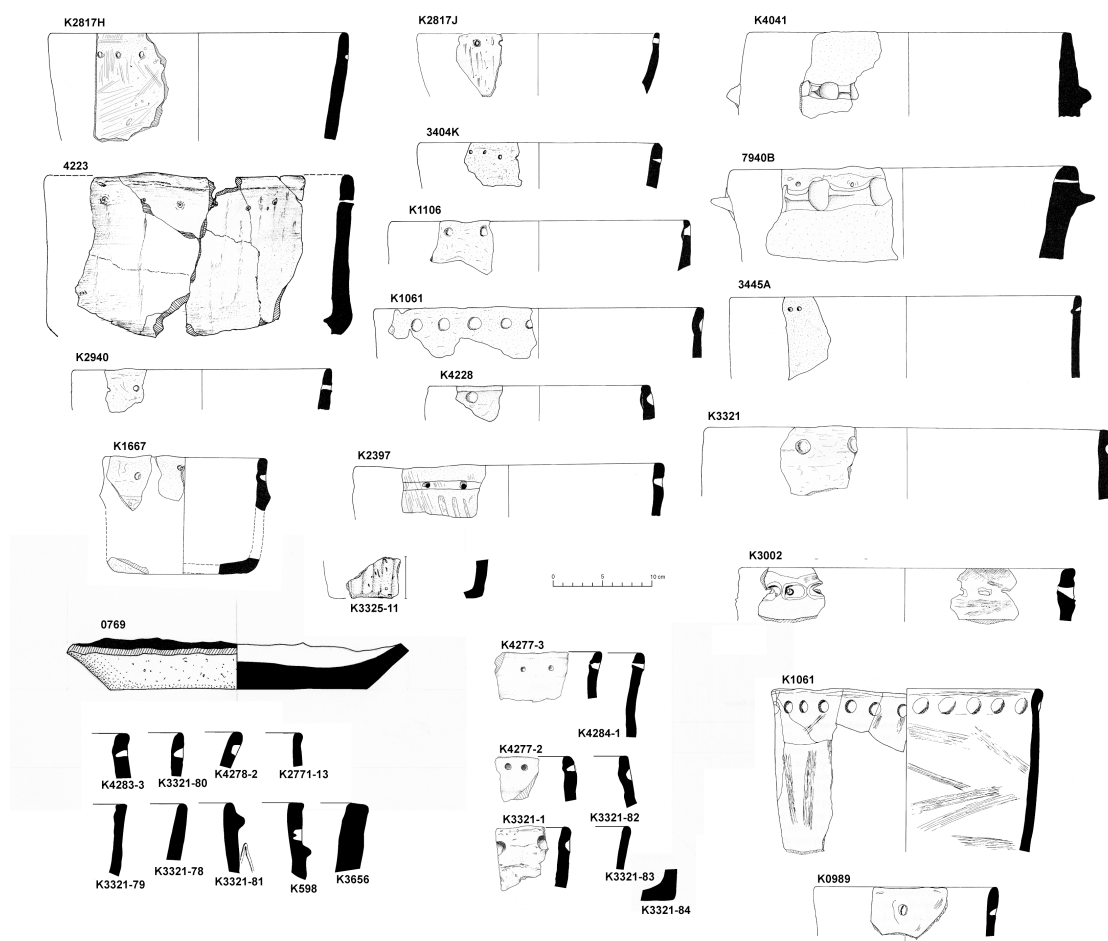 K2817H
K2817J
K4041
3404K
4223
7940B
K1106
3445A
K1061
K2940
K4228
K3321
K1667
K2397
K3002
K3325-11
0 5 10 cm
0769
K4277-3
K1061
K4284-1
K4283-3
K3321-80
K4278-2
K2771-13
K4277-2
K3321-82
K3321-1
K3321-79
K3321-78
K3321-81
K598
K3656
K3321-83
K3321-84
K0989